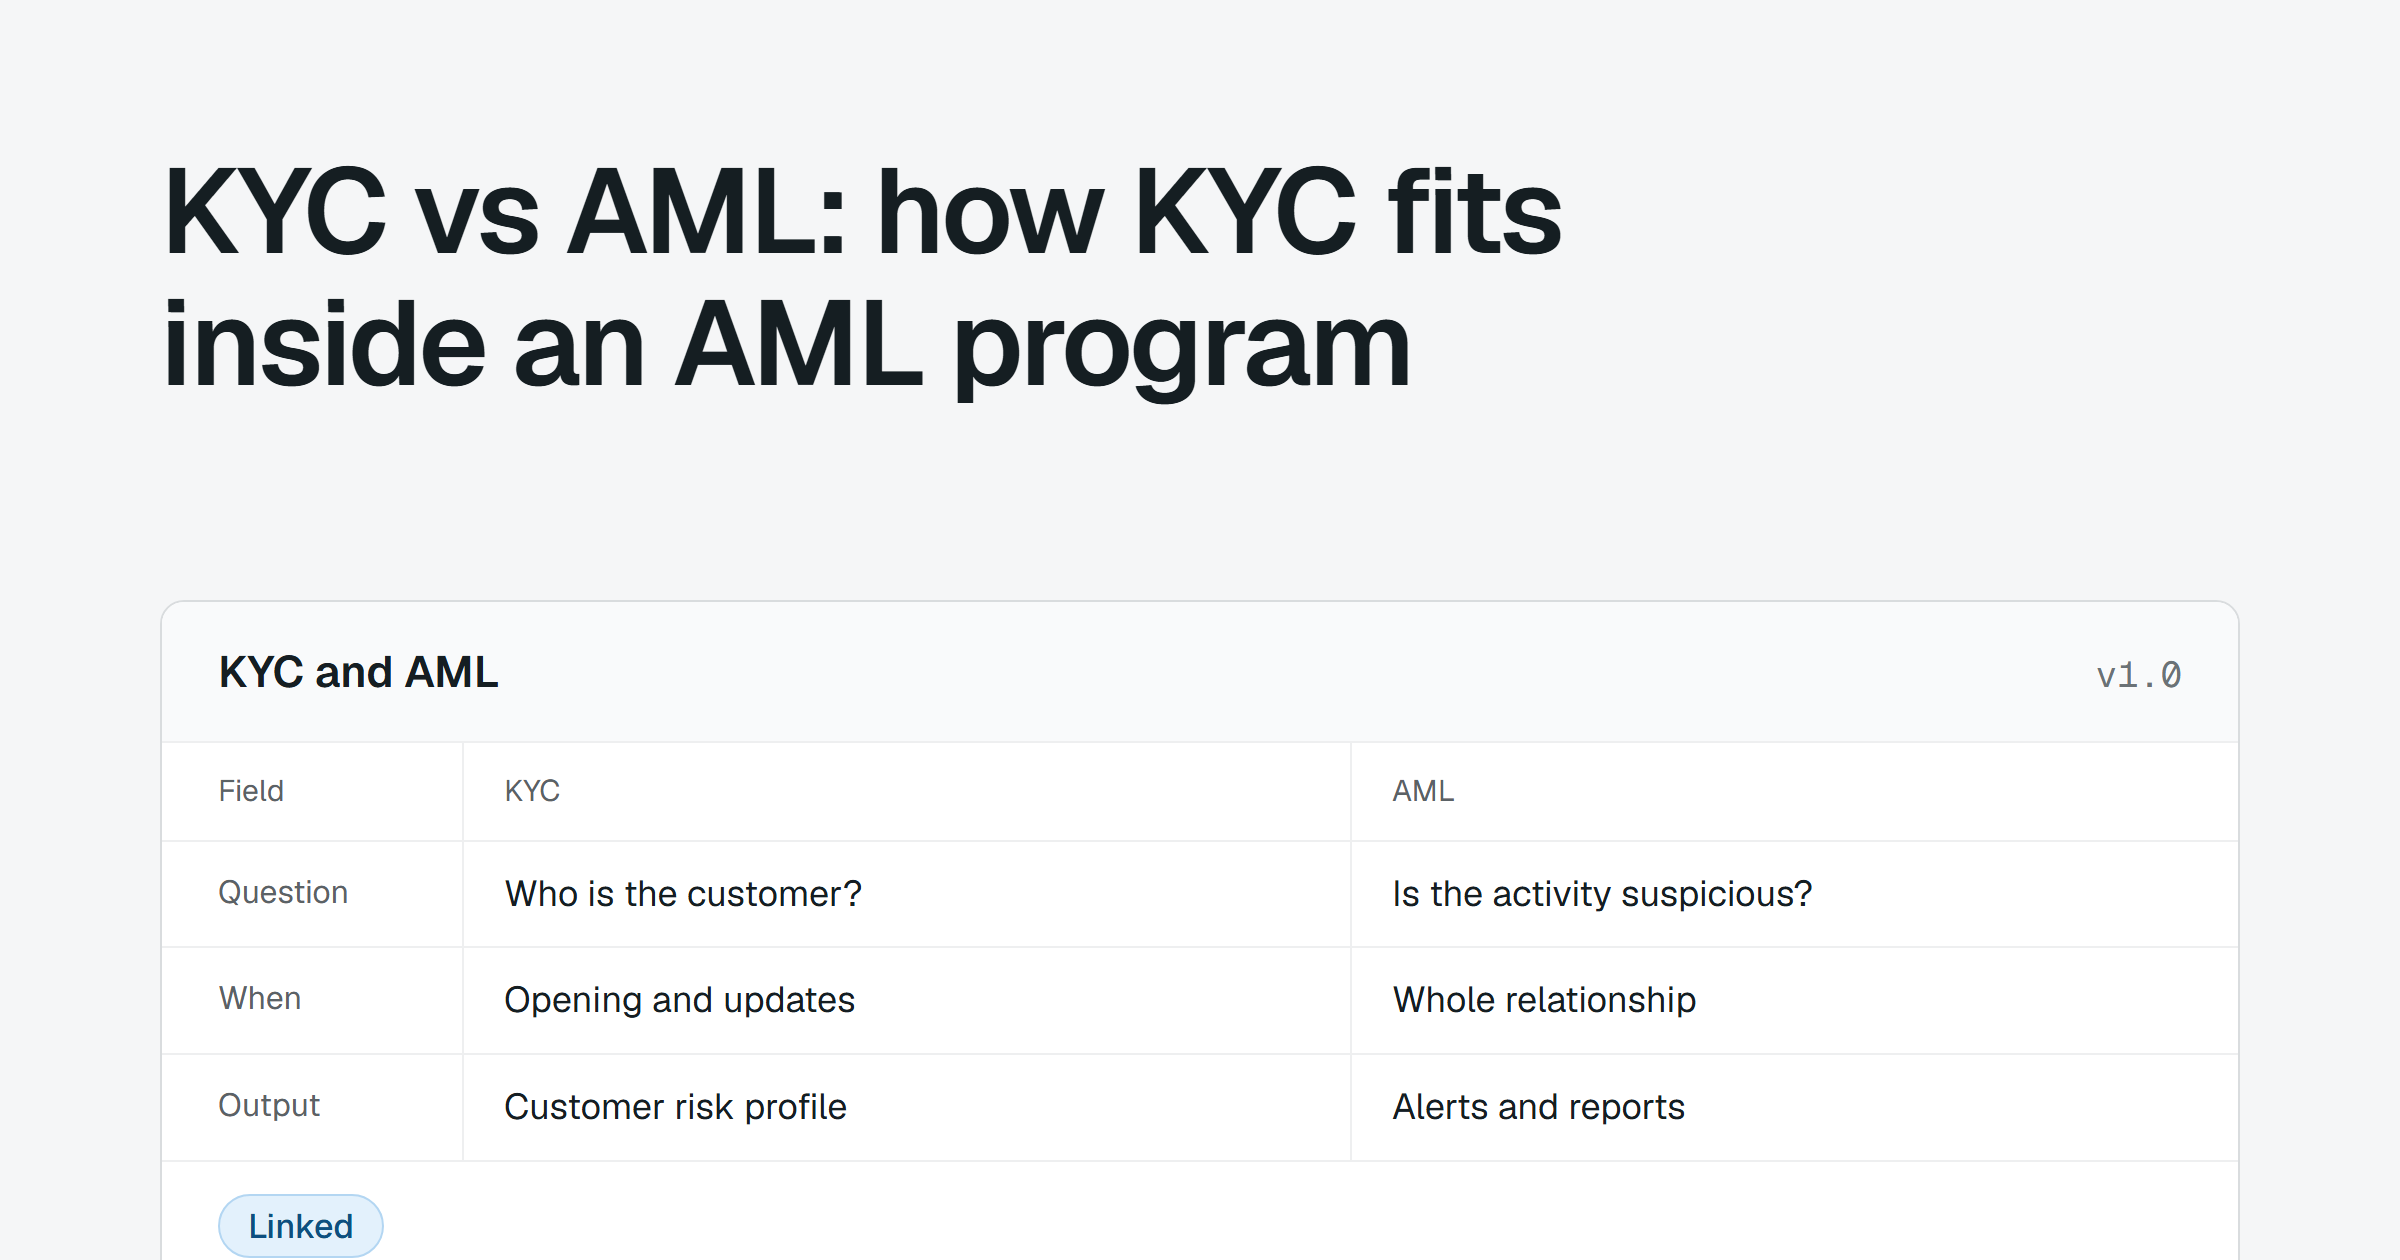 KYC vs AML: how KYC fits
inside an AML program
KYC and AML v1.0
Field KYC AML
Question Who is the customer? Is the activity suspicious?
When Opening and updates Whole relationship
Output Customer risk profile Alerts and reports
Linked